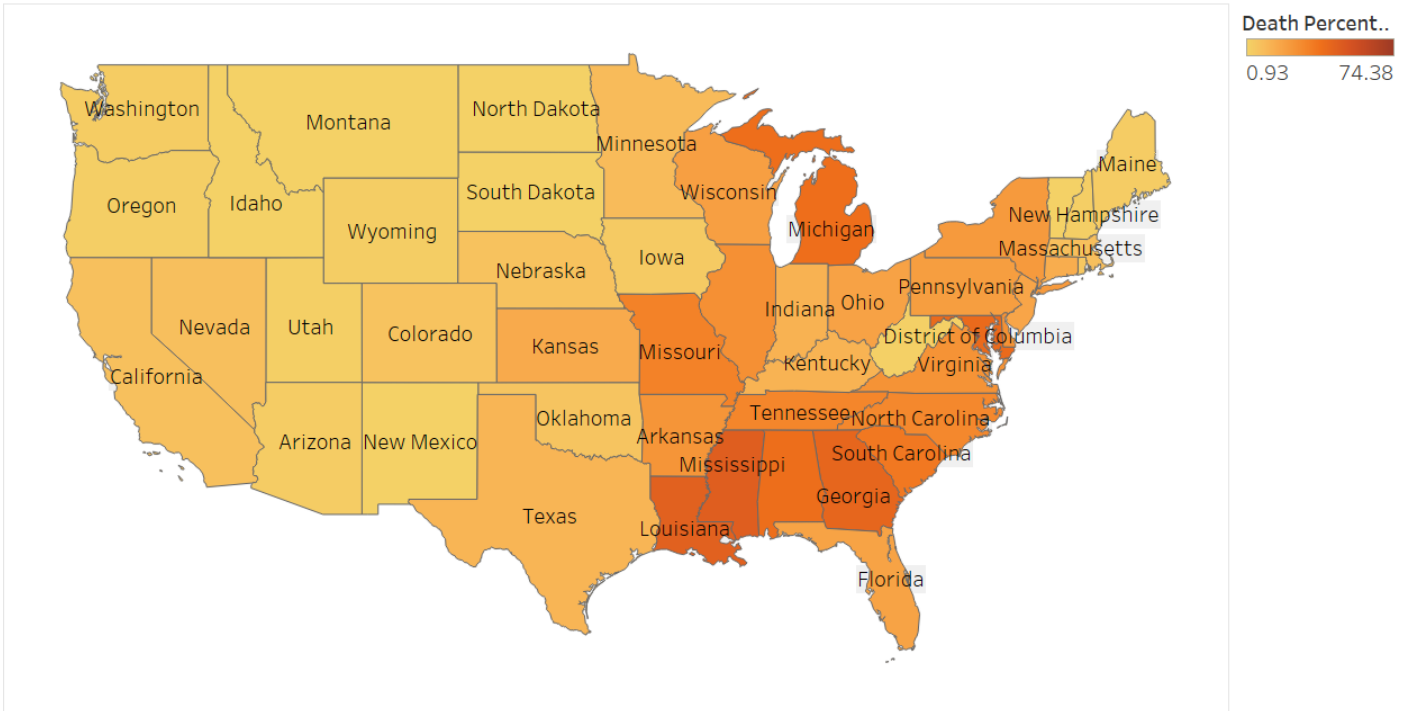 Death Percent..
0.93 74.38
Washington
Montana
North Dakota
Minnesota
Maine
Oregon
Idaho
South Dakota
Wisconsin
Wyoming
Michigan
New Hampshire
Massachusetts
Nebraska
Iowa
Pennsylvania
Nevada
Utah
Colorado
Kansas
Missouri
Indiana
Ohio
District of Columbia
California
Kentucky
Virginia
Arizona
New Mexico
Oklahoma
Arkansas
Tennessee
North Carolina
Mississippi
South Carolina
Georgia
Texas
Louisiana
Florida